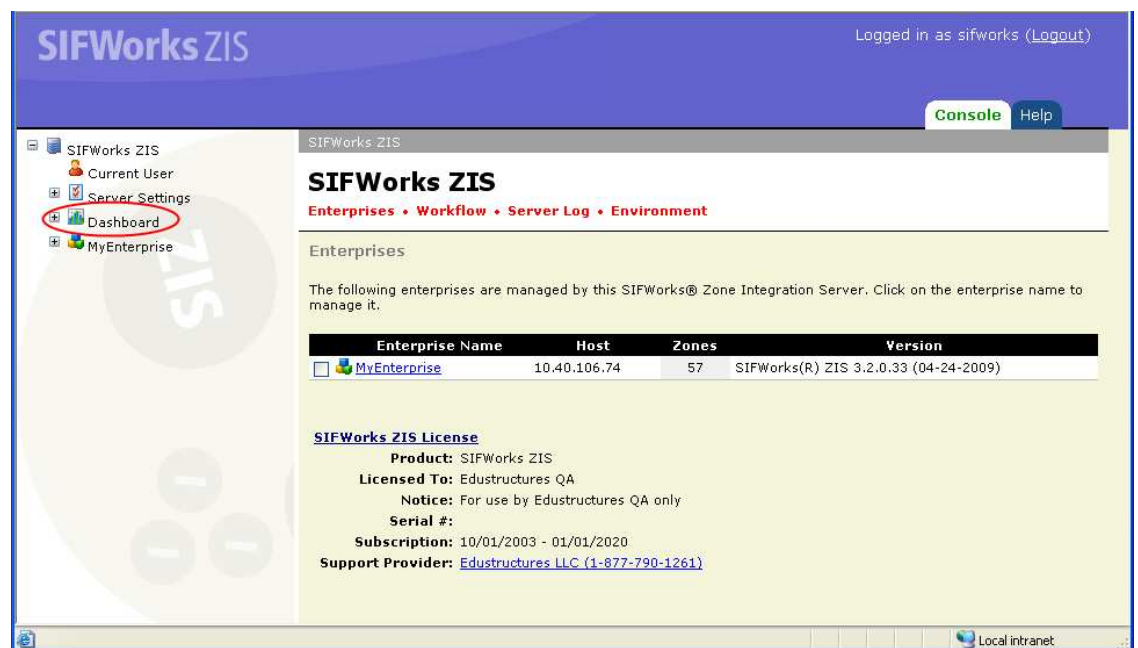 SIFWorks ZIS
Logged in as sifworks (Logout)
Console Help
SIFWorks ZIS
Current User
Server Settings
Dashboard
MyEnterprise
ZIS
SIFWorks ZIS
SIFWorks ZIS
Enterprises • Workflow • Server Log • Environment
Enterprises
The following enterprises are managed by this SIFWorks® Zone Integration Server. Click on the enterprise name to
manage it.
Enterprise Name Host Zones Version
MyEnterprise 10.40.106.74 57 SIFWorks(R) ZIS 3.2.0.33 (04-24-2009)
SIFWorks ZIS License
Product: SIFWorks ZIS
Licensed To: Edustructures QA
Notice: For use by Edustructures QA only
Serial #:
Subscription: 10/01/2003 - 01/01/2020
Support Provider: Edustructures LLC (1-877-790-1261)
Local intranet